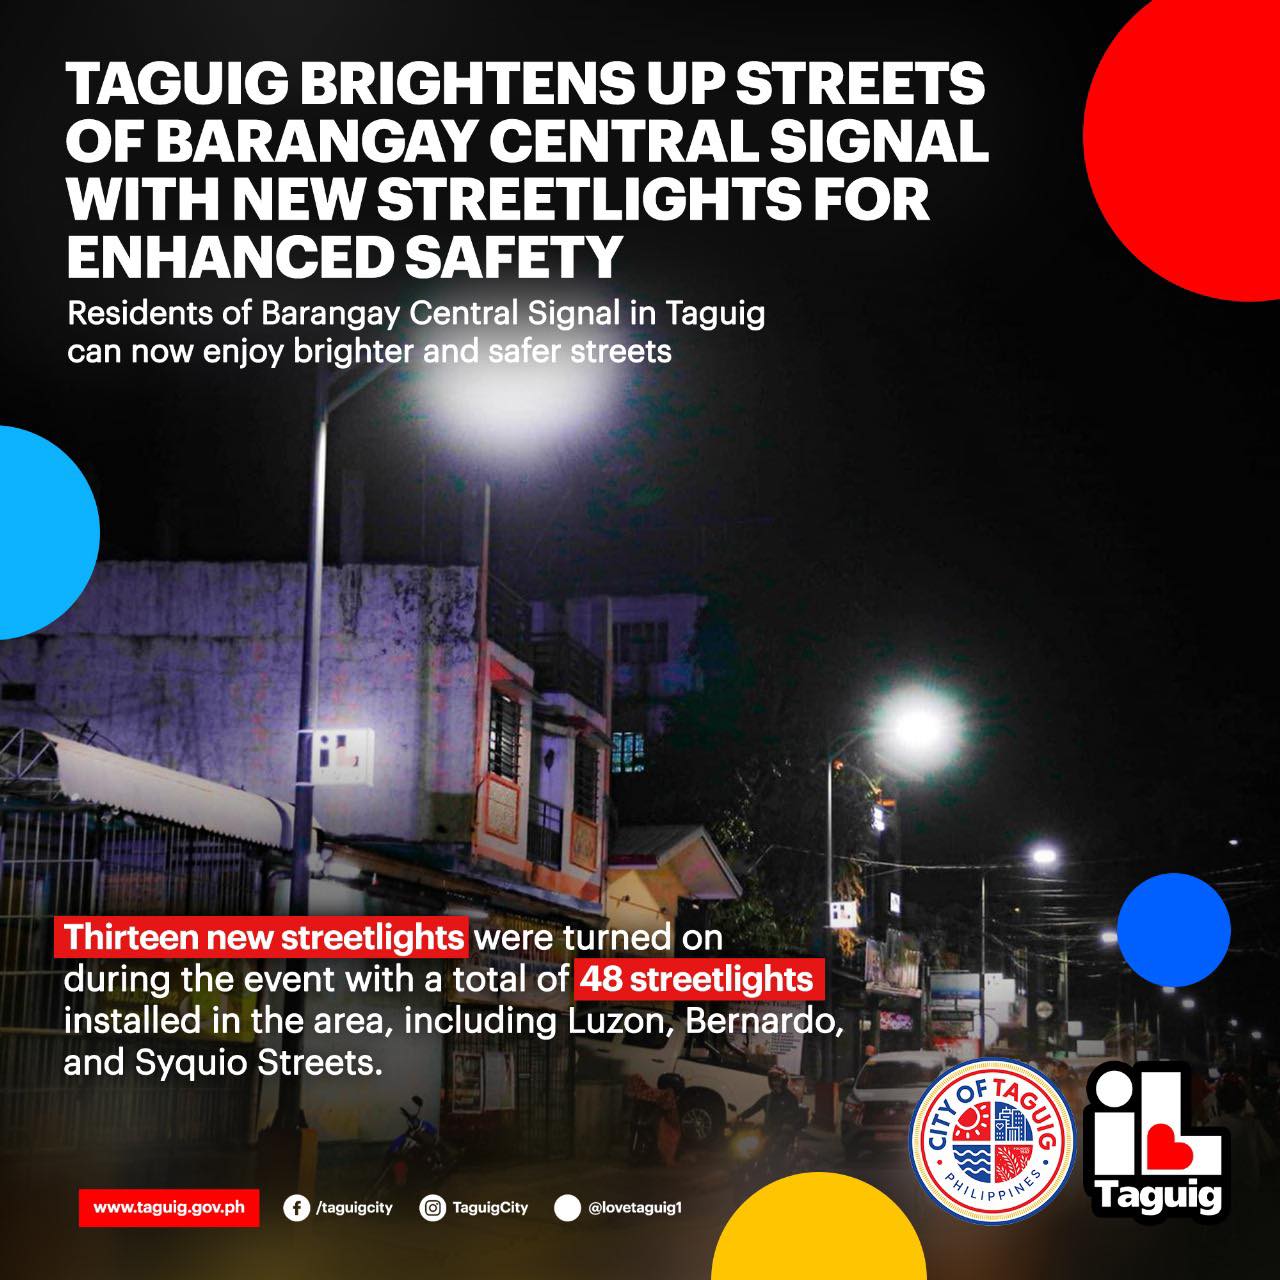 TAGUIG BRIGHTENS UP STREETS
OF BARANGAY CENTRAL SIGNAL
WITH NEW STREETLIGHTS FOR
ENHANCED SAFETY
Residents of Barangay Central Signal in Taguig
can now enjoy brighter and safer streets
iL
Thirteen new streetlights were turned on
during the event with a total of 48 streetlights
installed in the area, including Luzon, Bernardo,
and Syquio Streets.
CITY OF TAGUIG
PHILIPPINES
iL
Taguig
www.taguig.gov.ph
/taguigcity
TaguigCity
@lovetaguig1